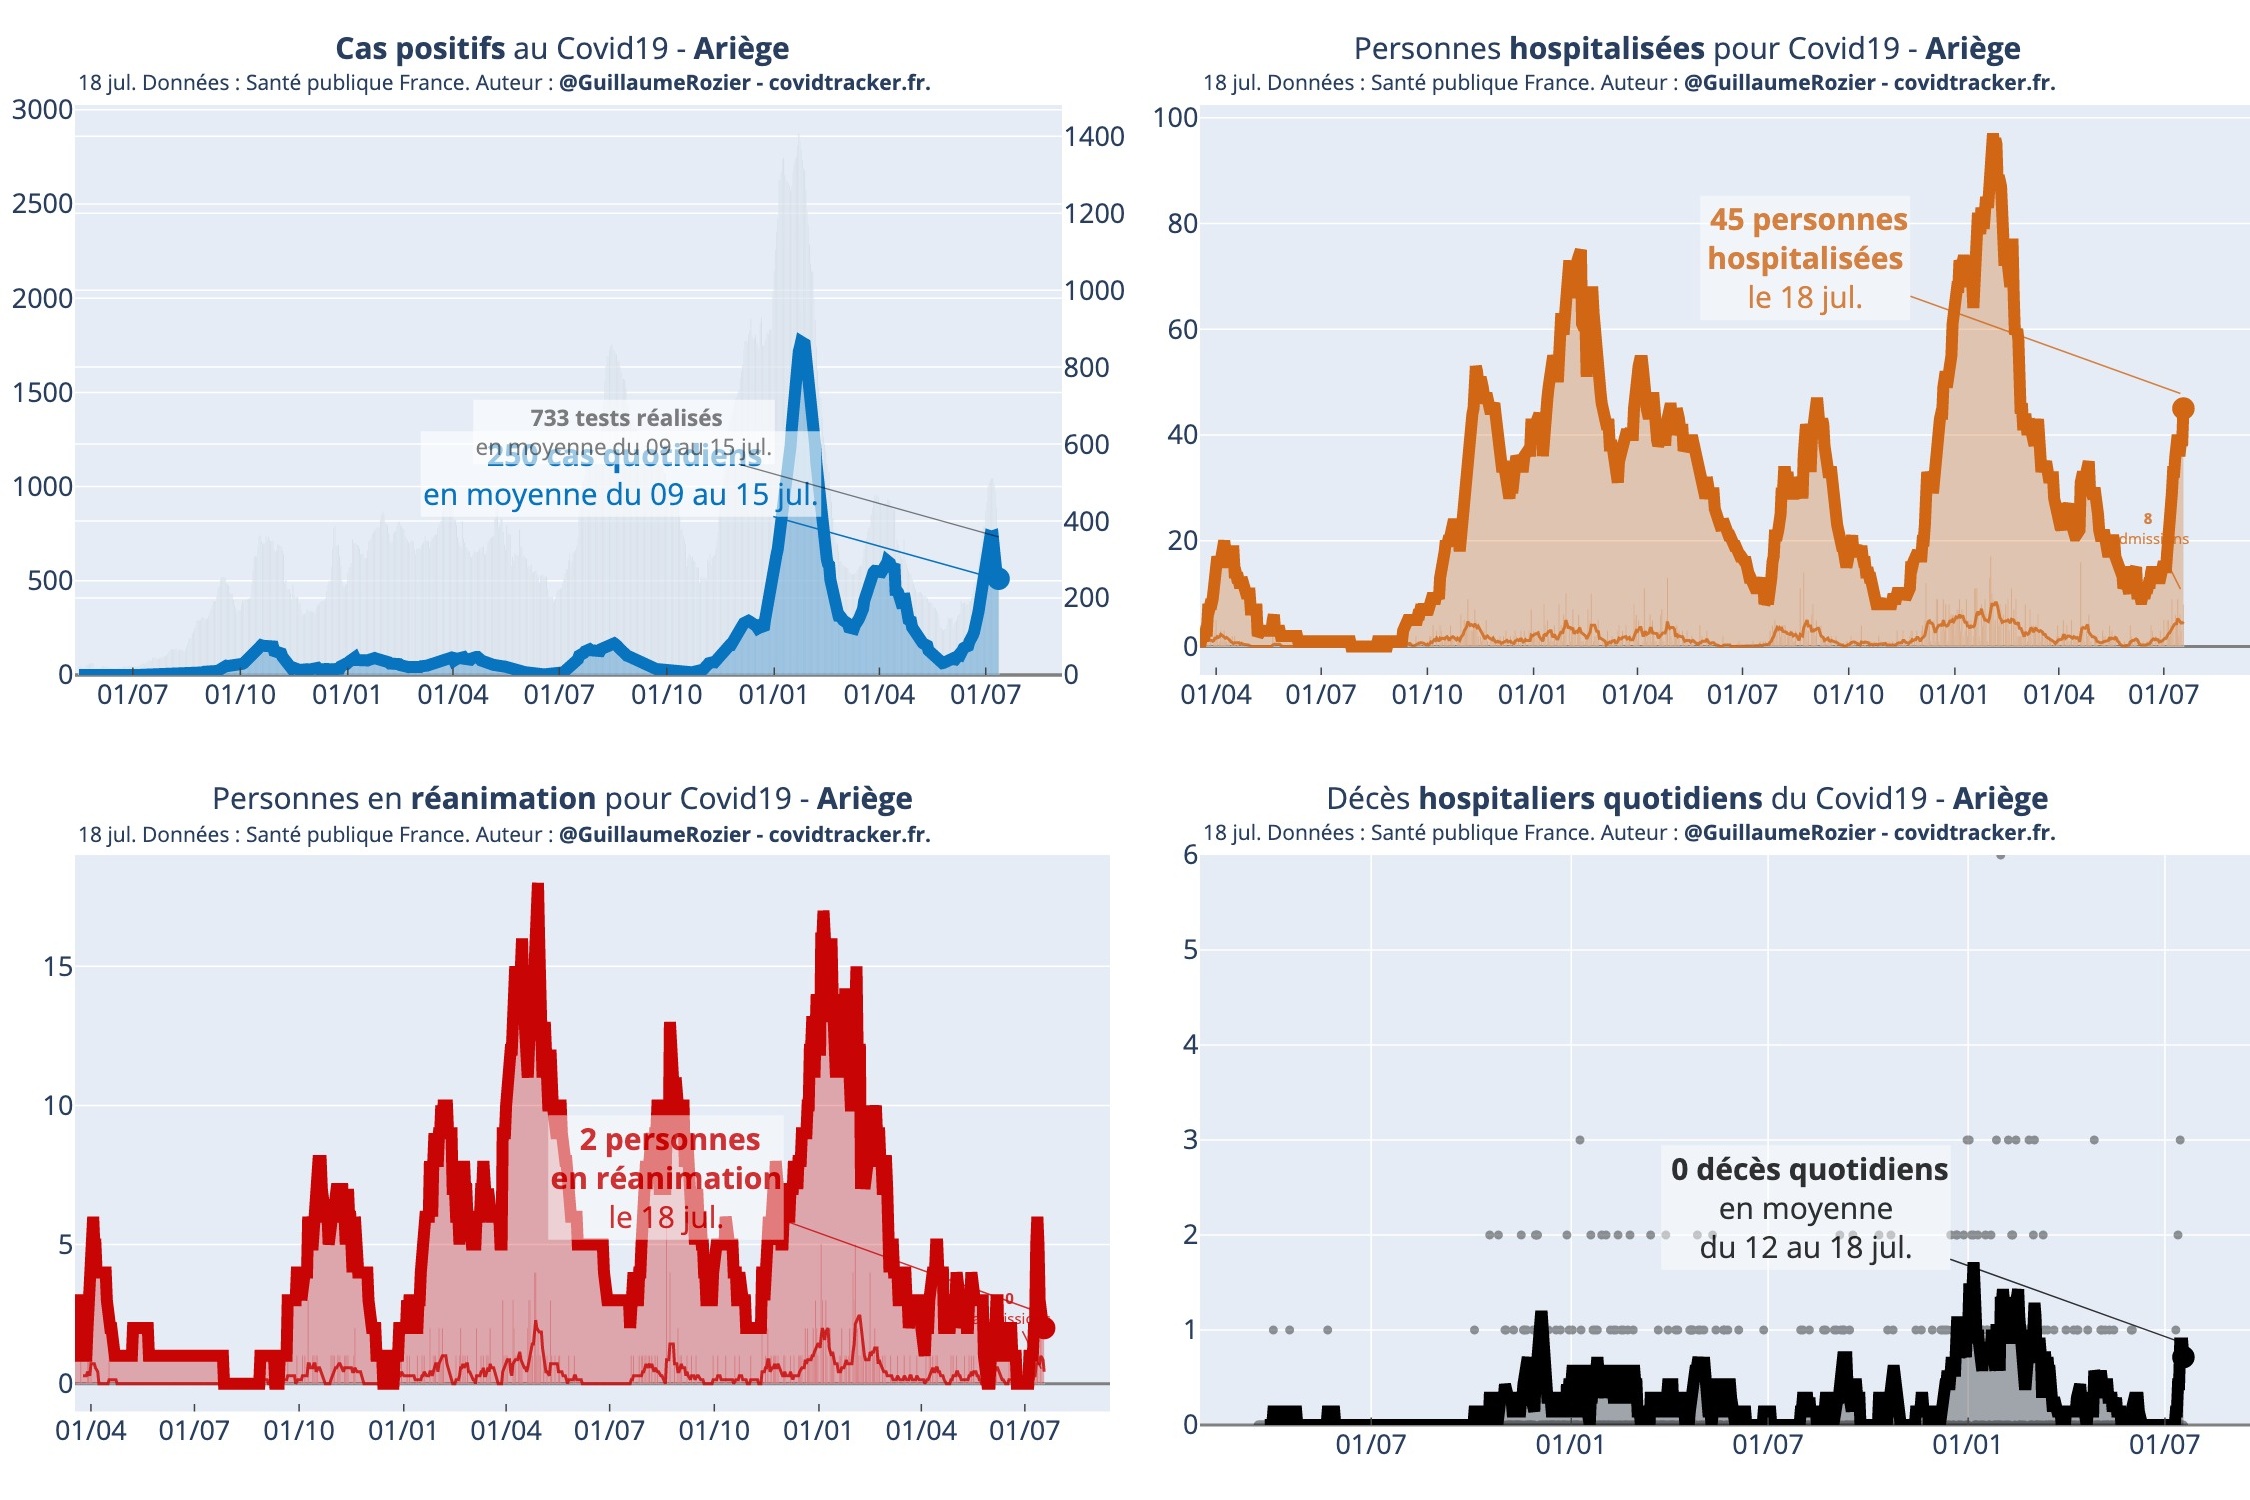 Cas positifs au Covid19 - Ariège
18 jul. Données : Santé publique France. Auteur : @GuillaumeRozier - covidtracker.fr.
3000
2500
2000
1500
1000
500
0
1400
1200
1000
800
600
400
200
0
733 tests réalisés
en moyenne du 09 au 15 jul.
250 cas quotidiens
en moyenne du 09 au 15 jul.
01/07 01/10 01/01 01/04 01/07 01/10 01/01 01/04 01/07
Personnes hospitalisées pour Covid19 - Ariège
18 jul. Données : Santé publique France. Auteur : @GuillaumeRozier - covidtracker.fr.
100
80
60
40
20
0
45 personnes
hospitalisées
le 18 jul.
8
01/04 01/07 01/10 01/01 01/04 01/07 01/10 01/01 01/04 01/07
Personnes en réanimation pour Covid19 - Ariège
18 jul. Données : Santé publique France. Auteur : @GuillaumeRozier - covidtracker.fr.
15
10
5
0
2 personnes
en réanimation
le 18 jul.
0
01/04 01/07 01/10 01/01 01/04 01/07 01/10 01/01 01/04 01/07
Décès hospitaliers quotidiens du Covid19 - Ariège
18 jul. Données : Santé publique France. Auteur : @GuillaumeRozier - covidtracker.fr.
6
5
4
3
2
1
0
0 décès quotidiens
en moyenne
du 12 au 18 jul.
01/07 01/01 01/07 01/01 01/07